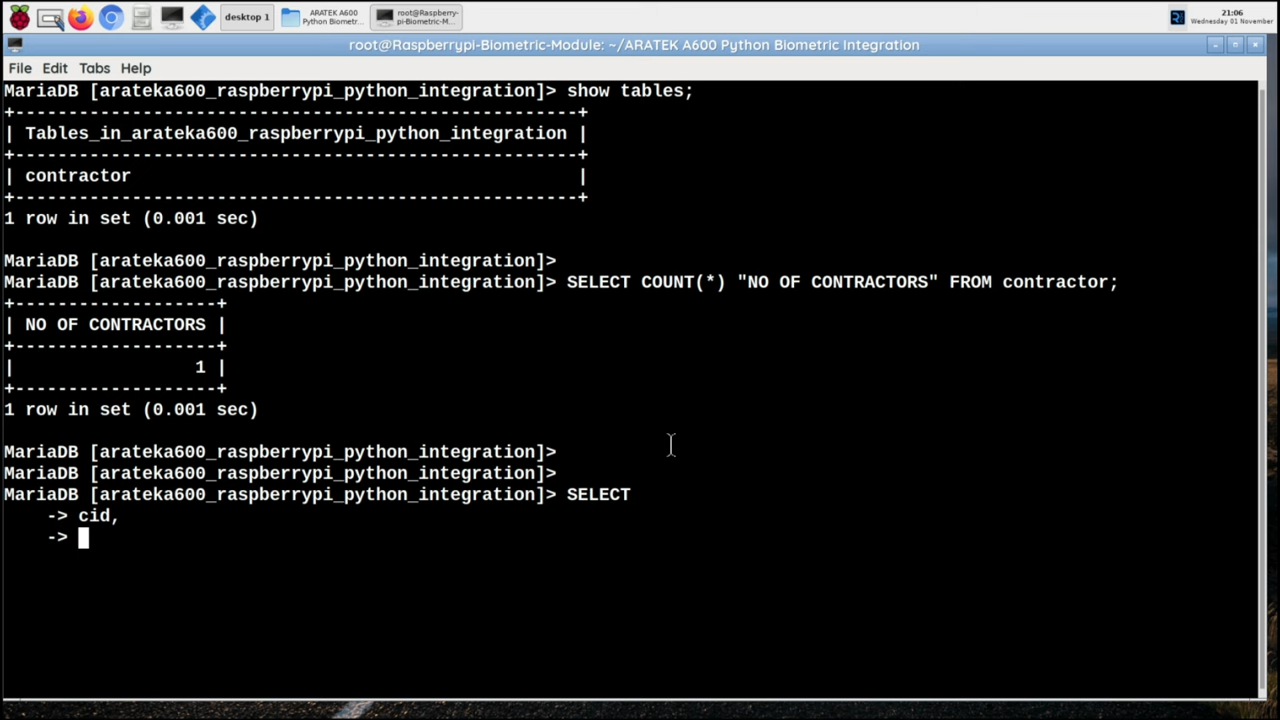 desktop 1
ARATEK A600
Python Biometr...
root@Raspberry-
pi-Biometric-M...
21:06
Wednesday 01 November
root@Raspberrypi-Biometric-Module: ~/ARATEK A600 Python Biometric Integration
File Edit Tabs Help
MariaDB [arateka600_raspberrypi_python_integration]> show tables;
+-----------------------------------------------------+
| Tables_in_arateka600_raspberrypi_python_integration |
+-----------------------------------------------------+
| contractor                                          |
+-----------------------------------------------------+
1 row in set (0.001 sec)
MariaDB [arateka600_raspberrypi_python_integration]>
MariaDB [arateka600_raspberrypi_python_integration]> SELECT COUNT(*) "NO OF CONTRACTORS" FROM contractor;
+-------------------+
| NO OF CONTRACTORS |
+-------------------+
|                 1 |
+-------------------+
1 row in set (0.001 sec)
MariaDB [arateka600_raspberrypi_python_integration]>
MariaDB [arateka600_raspberrypi_python_integration]>
MariaDB [arateka600_raspberrypi_python_integration]> SELECT
    -> cid,
    ->